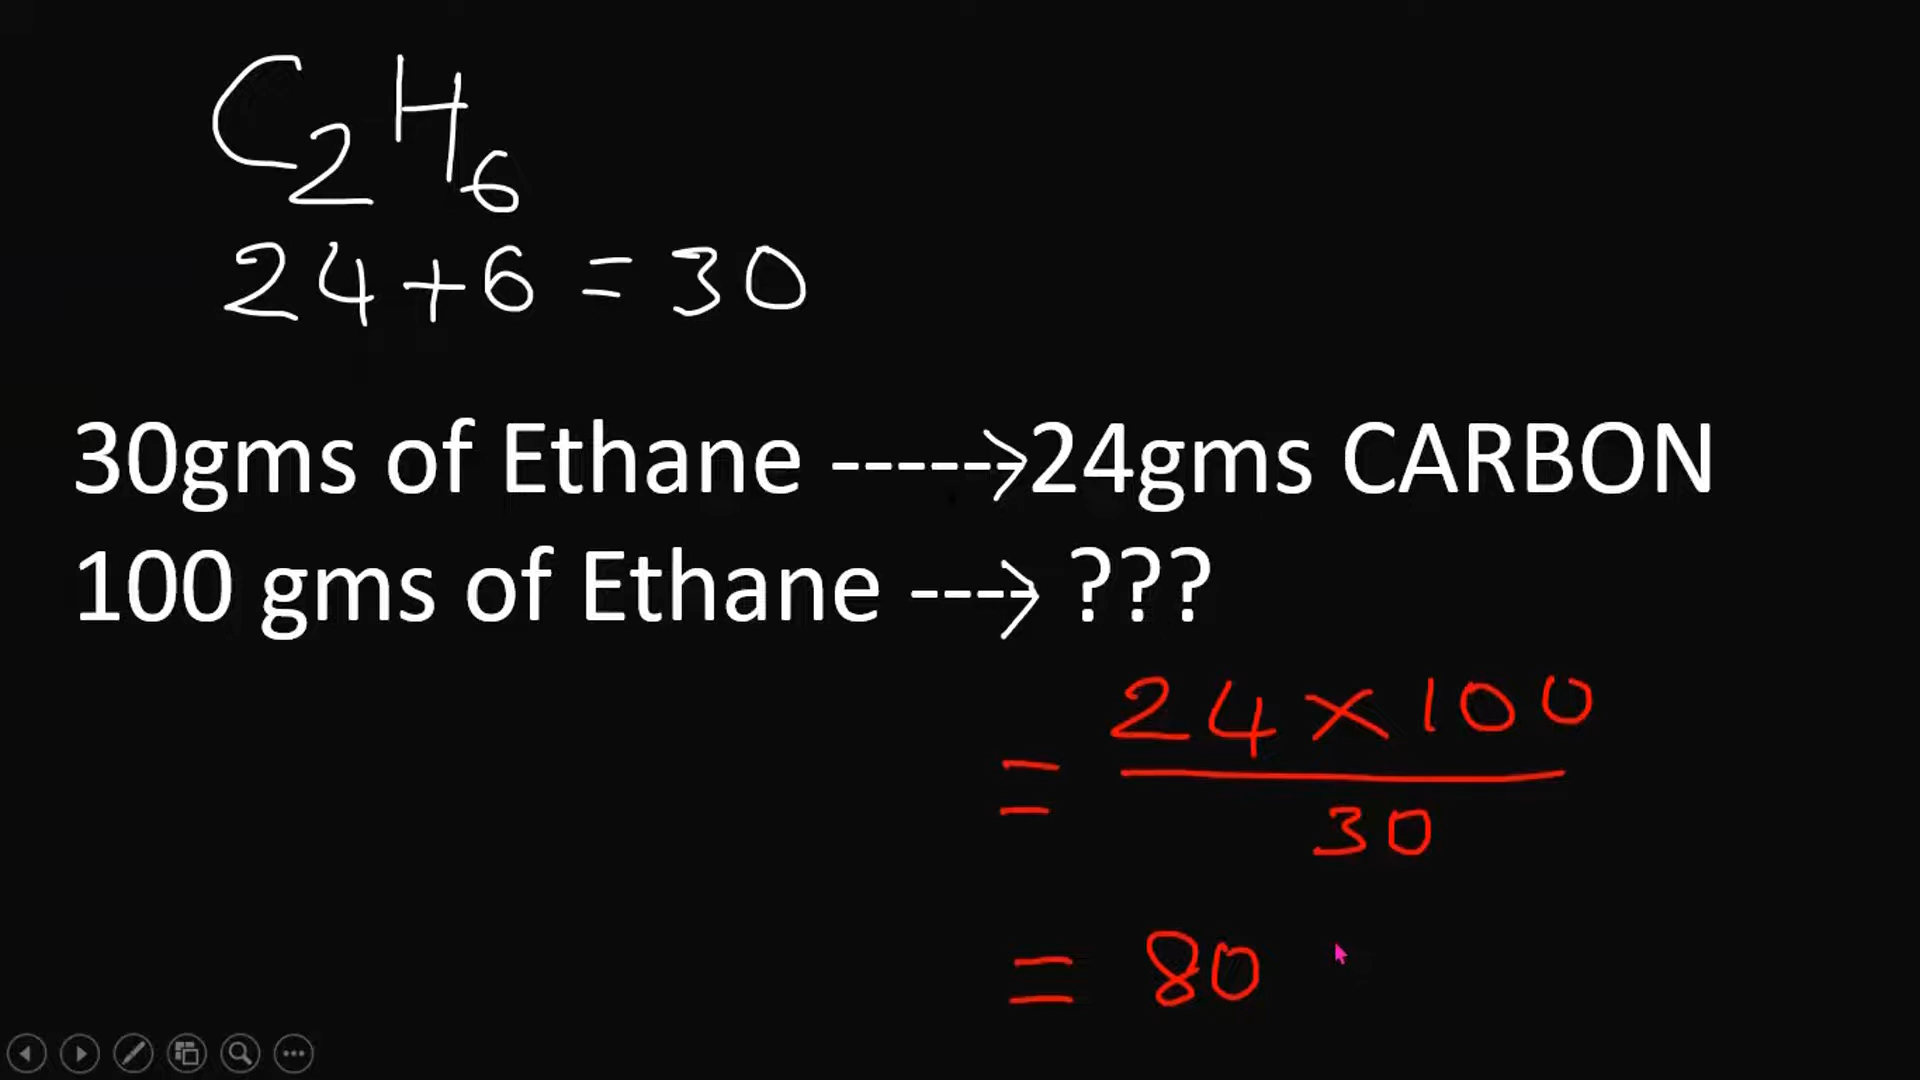 C₂H₆
24+6=30
30gms of Ethane ------>24gms CARBON
100 gms of Ethane ----> ???
= 24×100
30
= 80